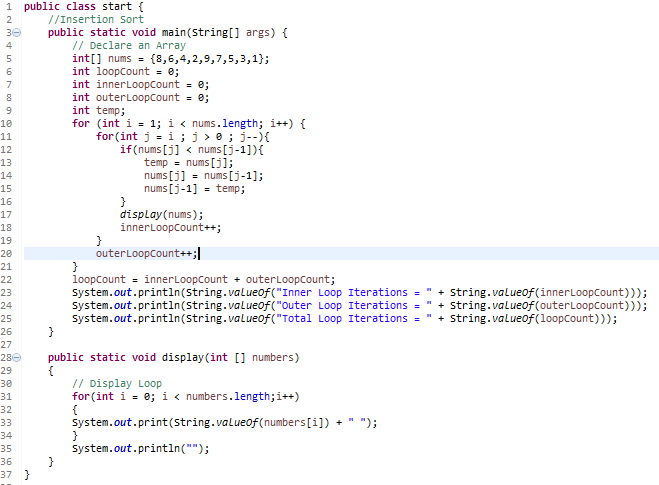 1 public class start {
2 //Insertion Sort
3 public static void main(String[] args) {
4 // Declare an Array
5 int[] nums = {8,6,4,2,9,7,5,3,1};
6 int loopCount = 0;
7 int innerLoopCount = 0;
8 int outerLoopCount = 0;
9 int temp;
10 for (int i = 1; i < nums.length; i++) {
11 for(int j = i ; j > 0 ; j--){
12 if(nums[j] < nums[j-1]){
13 temp = nums[j];
14 nums[j] = nums[j-1];
15 nums[j-1] = temp;
16 }
17 display(nums);
18 innerLoopCount++;
19 }
20 outerLoopCount++;
21 }
22 loopCount = innerLoopCount + outerLoopCount;
23 System.out.println(String.valueOf("Inner Loop Iterations = " + String.valueOf(innerLoopCount)));
24 System.out.println(String.valueOf("Outer Loop Iterations = " + String.valueOf(outerLoopCount)));
25 System.out.println(String.valueOf("Total Loop Iterations = " + String.valueOf(loopCount)));
26 }
27
28 public static void display(int [] numbers)
29 {
30 // Display Loop
31 for(int i = 0; i < numbers.length;i++)
32 {
33 System.out.print(String.valueOf(numbers[i]) + " ");
34 }
35 System.out.println("");
36 }
37 }